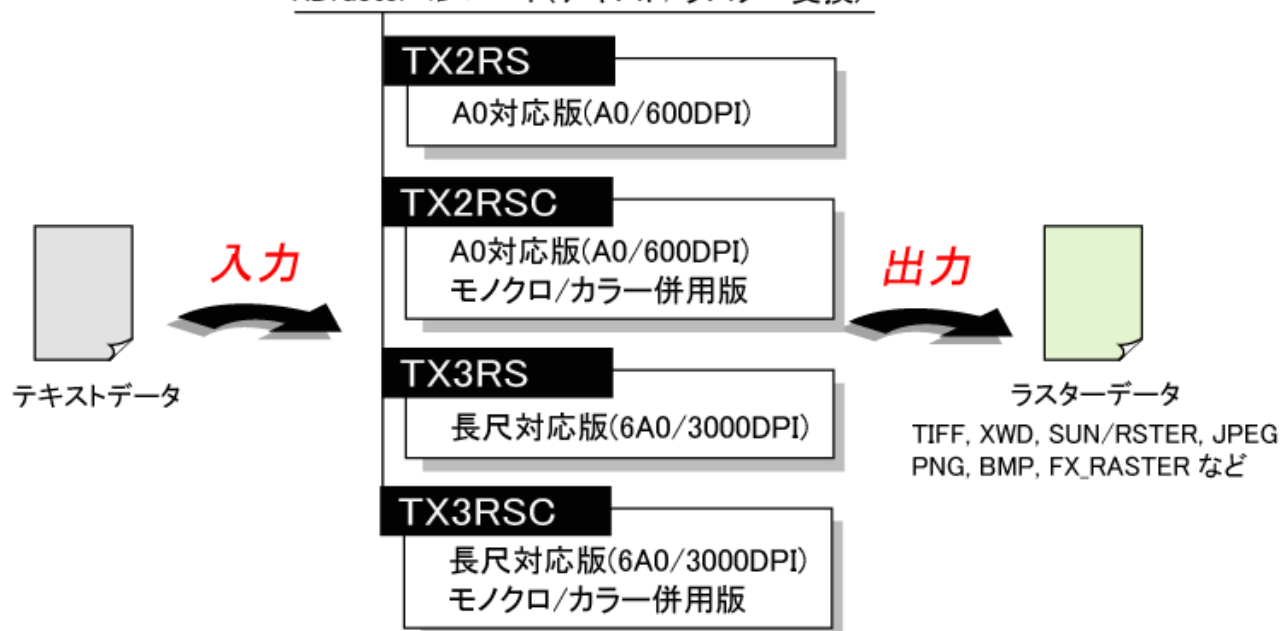 TX2RS
A0対応版(A0/600DPI)
TX2RSC
A0対応版(A0/600DPI)
モノクロ/カラー併用版
入力
出力
TX3RS
長尺対応版(6A0/3000DPI)
テキストデータ
ラスターデータ
TIFF, XWD, SUN/RSTER, JPEG
PNG, BMP, FX_RASTER など
TX3RSC
長尺対応版(6A0/3000DPI)
モノクロ/カラー併用版